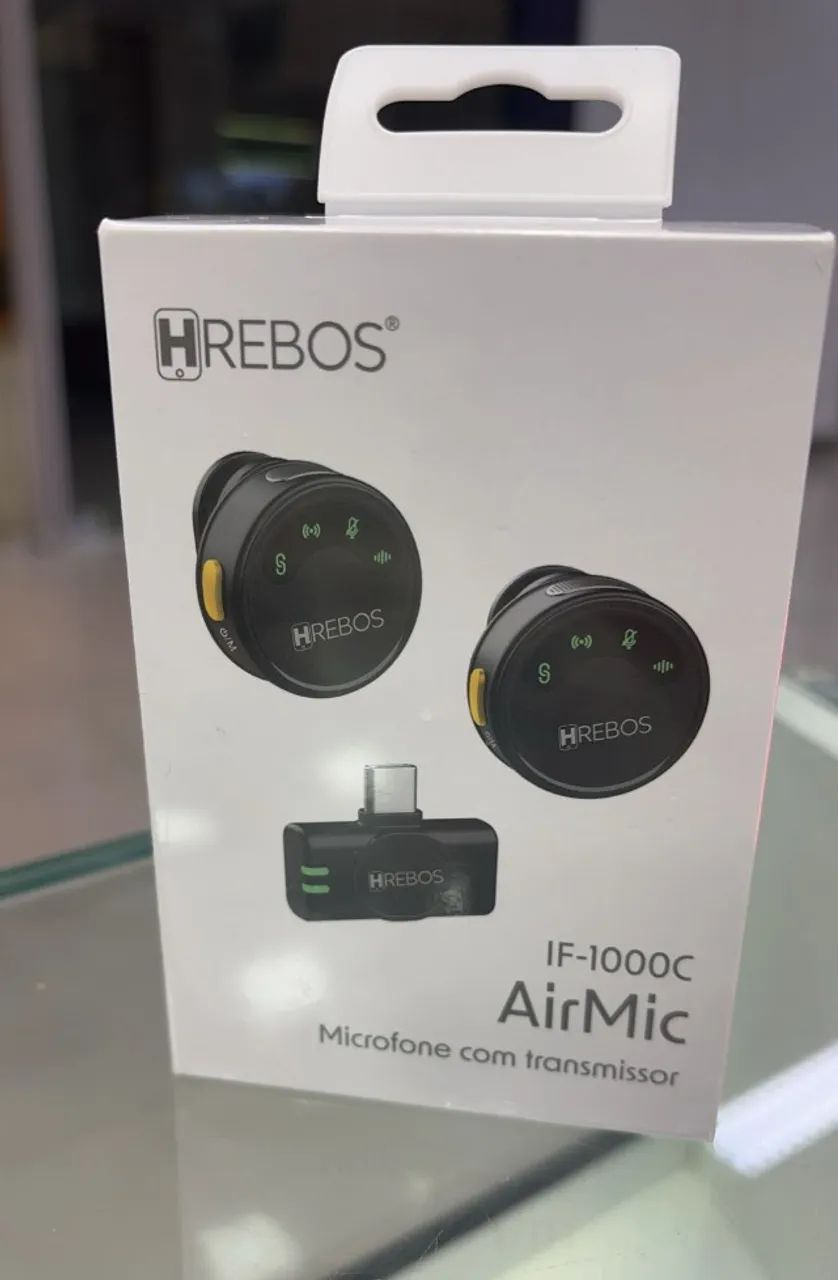 HREBOS®
HREBOS
⏻/M
HREBOS
HREBOS
IF-1000C
AirMic
Microfone com transmissor